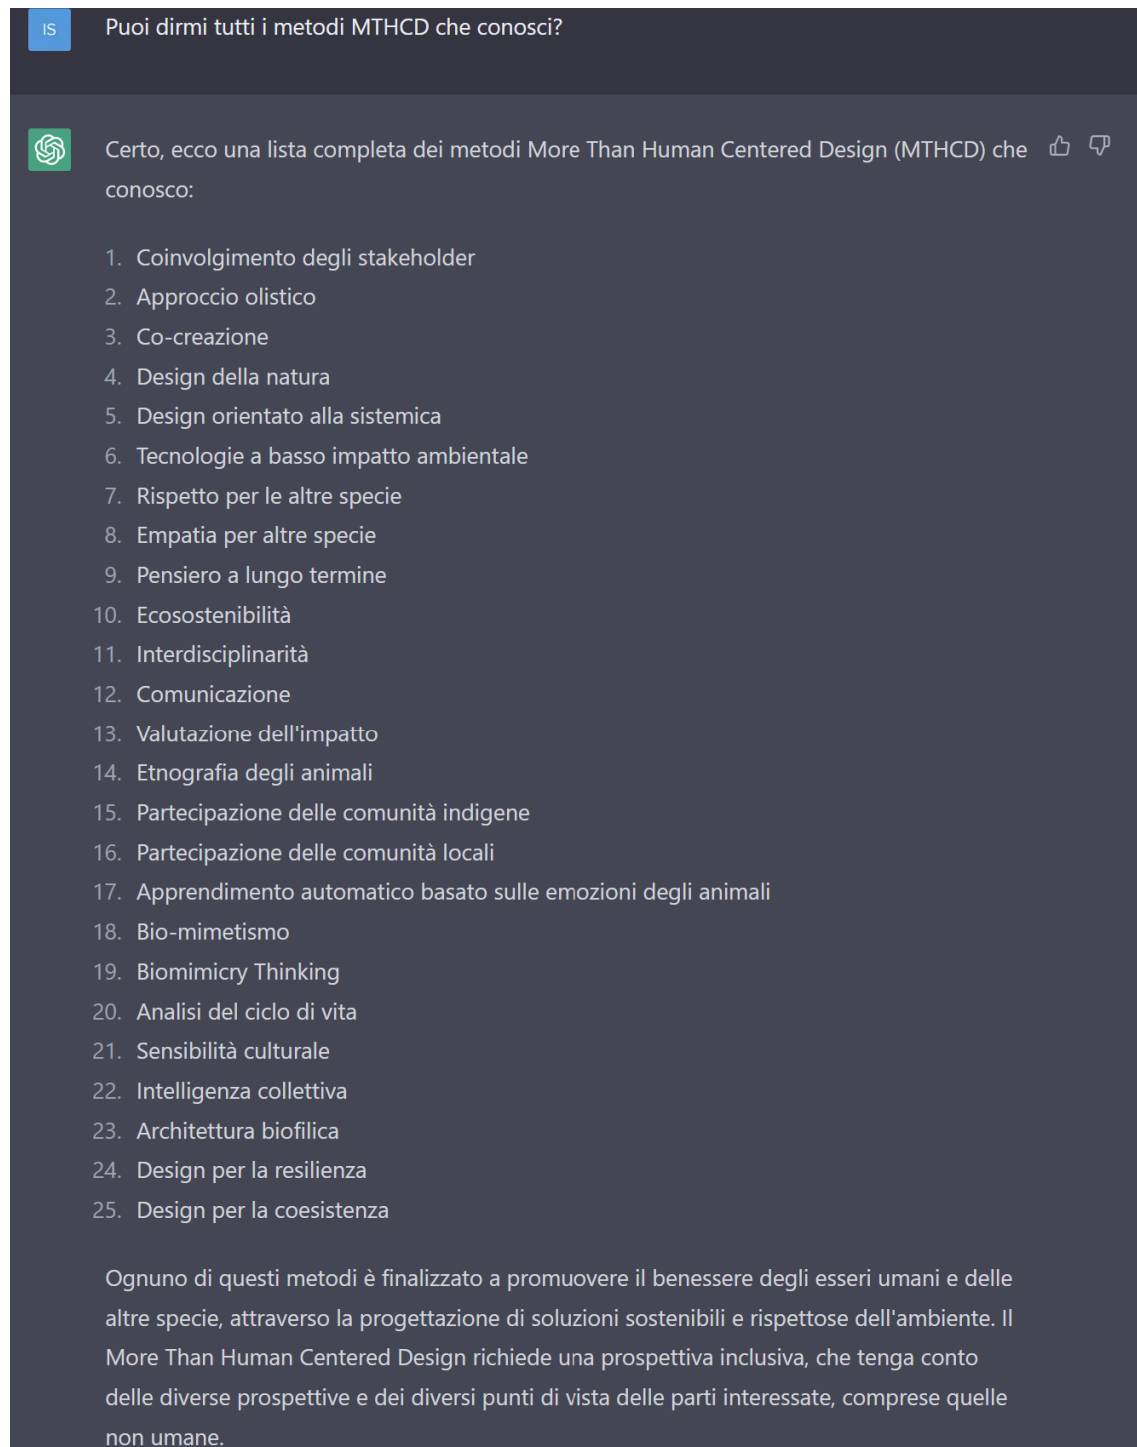 IS
Puoi dirmi tutti i metodi MTHCD che conosci?
Certo, ecco una lista completa dei metodi More Than Human Centered Design (MTHCD) che
conosco:
1. Coinvolgimento degli stakeholder
2. Approccio olistico
3. Co-creazione
4. Design della natura
5. Design orientato alla sistemica
6. Tecnologie a basso impatto ambientale
7. Rispetto per le altre specie
8. Empatia per altre specie
9. Pensiero a lungo termine
10. Ecosostenibilità
11. Interdisciplinarità
12. Comunicazione
13. Valutazione dell'impatto
14. Etnografia degli animali
15. Partecipazione delle comunità indigene
16. Partecipazione delle comunità locali
17. Apprendimento automatico basato sulle emozioni degli animali
18. Bio-mimetismo
19. Biomimicry Thinking
20. Analisi del ciclo di vita
21. Sensibilità culturale
22. Intelligenza collettiva
23. Architettura biofilica
24. Design per la resilienza
25. Design per la coesistenza
Ognuno di questi metodi è finalizzato a promuovere il benessere degli esseri umani e delle
altre specie, attraverso la progettazione di soluzioni sostenibili e rispettose dell'ambiente. Il
More Than Human Centered Design richiede una prospettiva inclusiva, che tenga conto
delle diverse prospettive e dei diversi punti di vista delle parti interessate, comprese quelle
non umane.